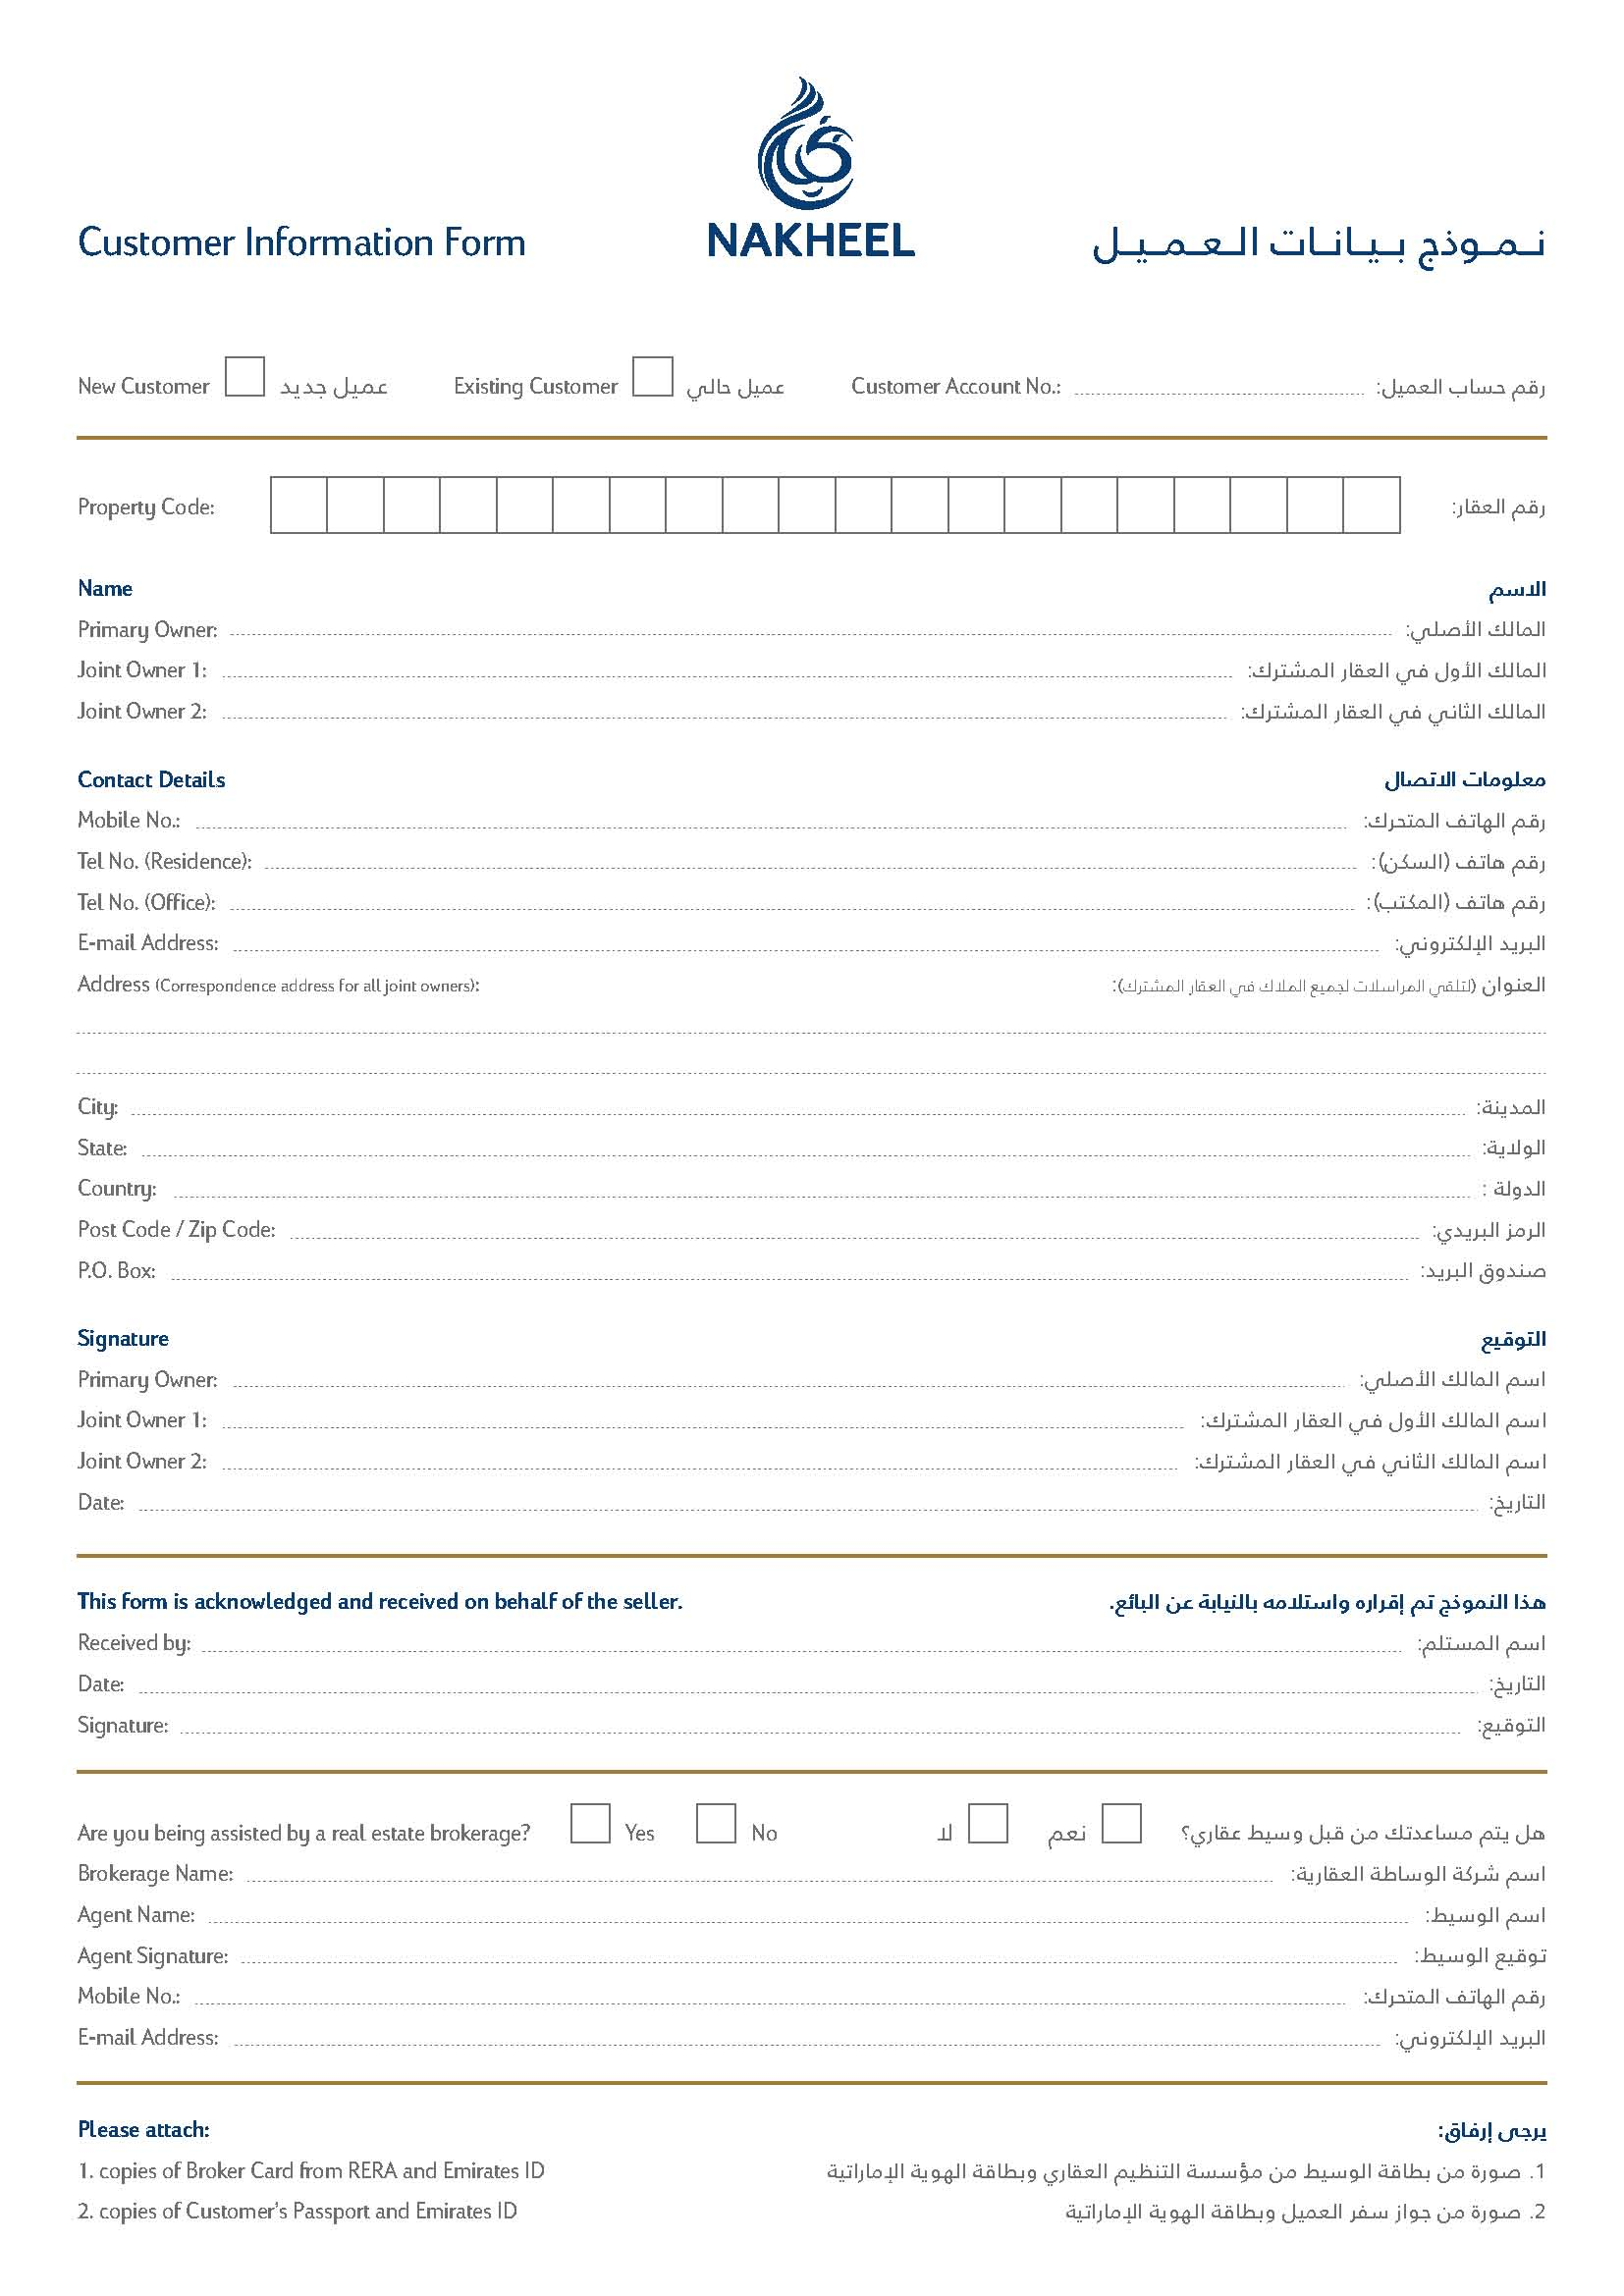 NAKHEEL
Customer Information Form نـمـوذج بـيـانـات الـعـمـيـل
New Customer عميل جديد Existing Customer عميل حالي Customer Account No.: رقم حساب العميل:
Property Code: رقم العقار:
Name الاسم
Primary Owner: المالك الأصلي:
Joint Owner 1: المالك الأول في العقار المشترك:
Joint Owner 2: المالك الثاني في العقار المشترك:
Contact Details معلومات الاتصال
Mobile No.: رقم الهاتف المتحرك:
Tel No. (Residence): رقم هاتف (السكن):
Tel No. (Office): رقم هاتف (المكتب):
E-mail Address: البريد الإلكتروني:
Address (Correspondence address for all joint owners): العنوان (لتلقي المراسلات لجميع الملاك في العقار المشترك):
City: المدينة:
State: الولاية:
Country: الدولة :
Post Code / Zip Code: الرمز البريدي:
P.O. Box: صندوق البريد:
Signature التوقيع
Primary Owner: اسم المالك الأصلي:
Joint Owner 1: اسم المالك الأول في العقار المشترك:
Joint Owner 2: اسم المالك الثاني في العقار المشترك:
Date: التاريخ:
This form is acknowledged and received on behalf of the seller. هذا النموذج تم إقراره واستلامه بالنيابة عن البائع.
Received by: اسم المستلم:
Date: التاريخ:
Signature: التوقيع:
Are you being assisted by a real estate brokerage? Yes No هل يتم مساعدتك من قبل وسيط عقاري؟ نعم لا
Brokerage Name: اسم شركة الوساطة العقارية:
Agent Name: اسم الوسيط:
Agent Signature: توقيع الوسيط:
Mobile No.: رقم الهاتف المتحرك:
E-mail Address: البريد الإلكتروني:
Please attach: يرجى إرفاق:
1. copies of Broker Card from RERA and Emirates ID 1. صورة من بطاقة الوسيط من مؤسسة التنظيم العقاري وبطاقة الهوية الإماراتية
2. copies of Customer's Passport and Emirates ID 2. صورة من جواز سفر العميل وبطاقة الهوية الإماراتية